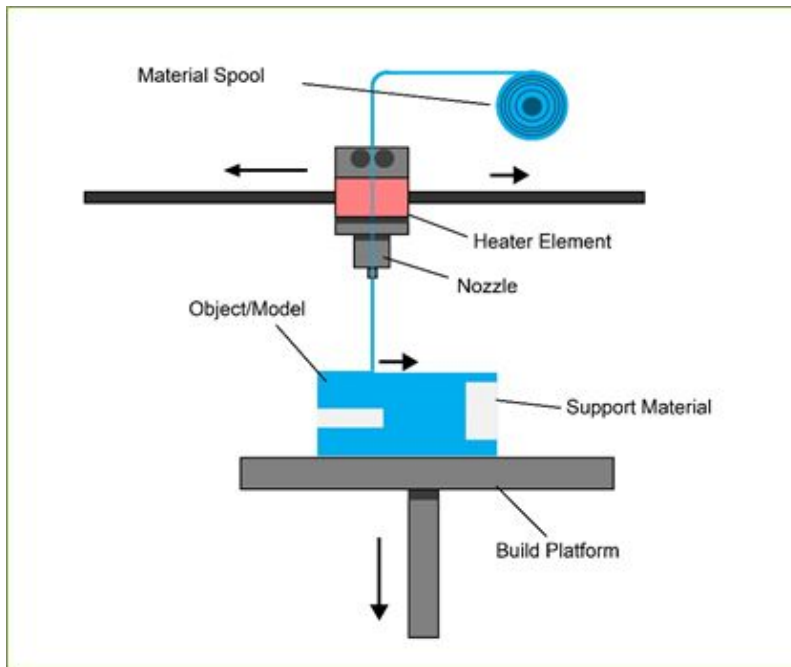 Material Spool
Heater Element
Nozzle
Object/Model
Support Material
Build Platform